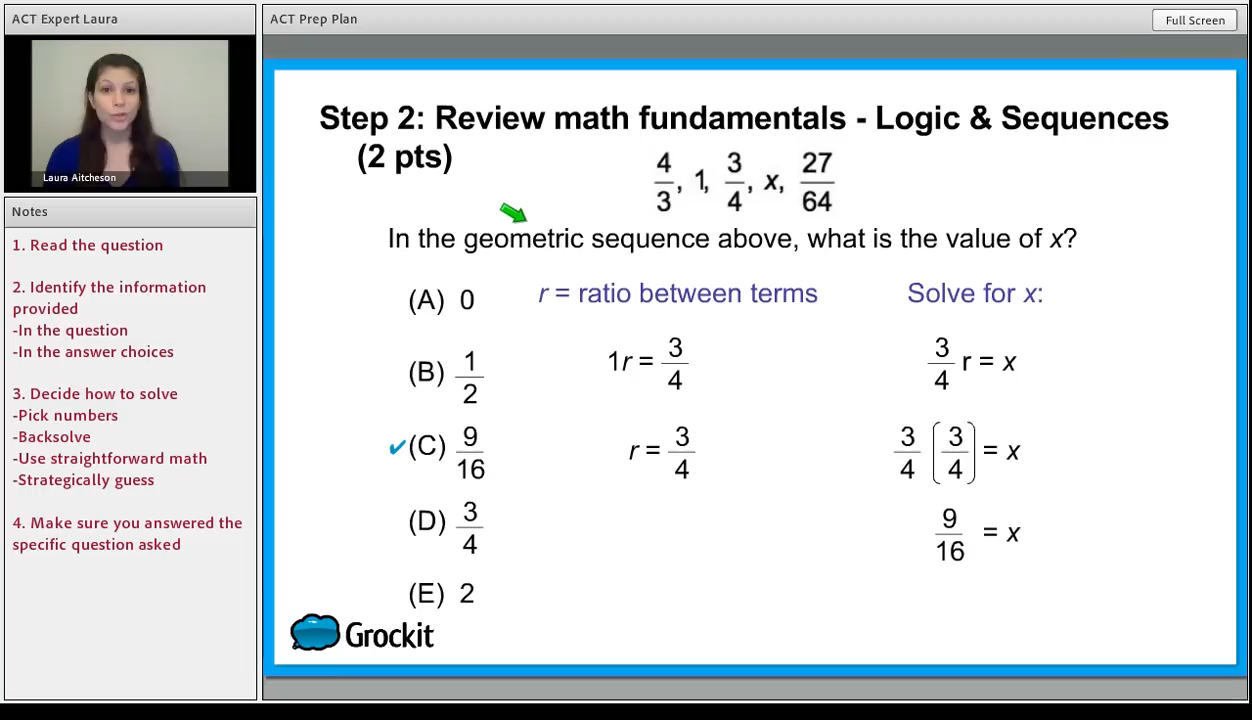 ACT Expert Laura
ACT Prep Plan
Full Screen
Laura Aitcheson
Notes
1. Read the question
2. Identify the information
provided
-In the question
-In the answer choices
3. Decide how to solve
-Pick numbers
-Backsolve
-Use straightforward math
-Strategically guess
4. Make sure you answered the
specific question asked
Step 2: Review math fundamentals - Logic & Sequences
(2 pts)
4/3, 1, 3/4, x, 27/64
In the geometric sequence above, what is the value of x?
(A) 0
(B) 1/2
✓(C) 9/16
(D) 3/4
(E) 2
r = ratio between terms
1r = 3/4
r = 3/4
Solve for x:
3/4 r = x
3/4 (3/4) = x
9/16 = x
Grockit